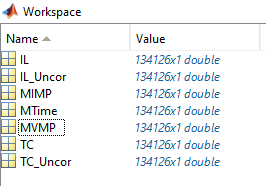 Workspace
Name Value
IL 134126x1 double
IL_Uncor 134126x1 double
MIMP 134126x1 double
MTime 134126x1 double
MVMP 134126x1 double
TC 134126x1 double
TC_Uncor 134126x1 double